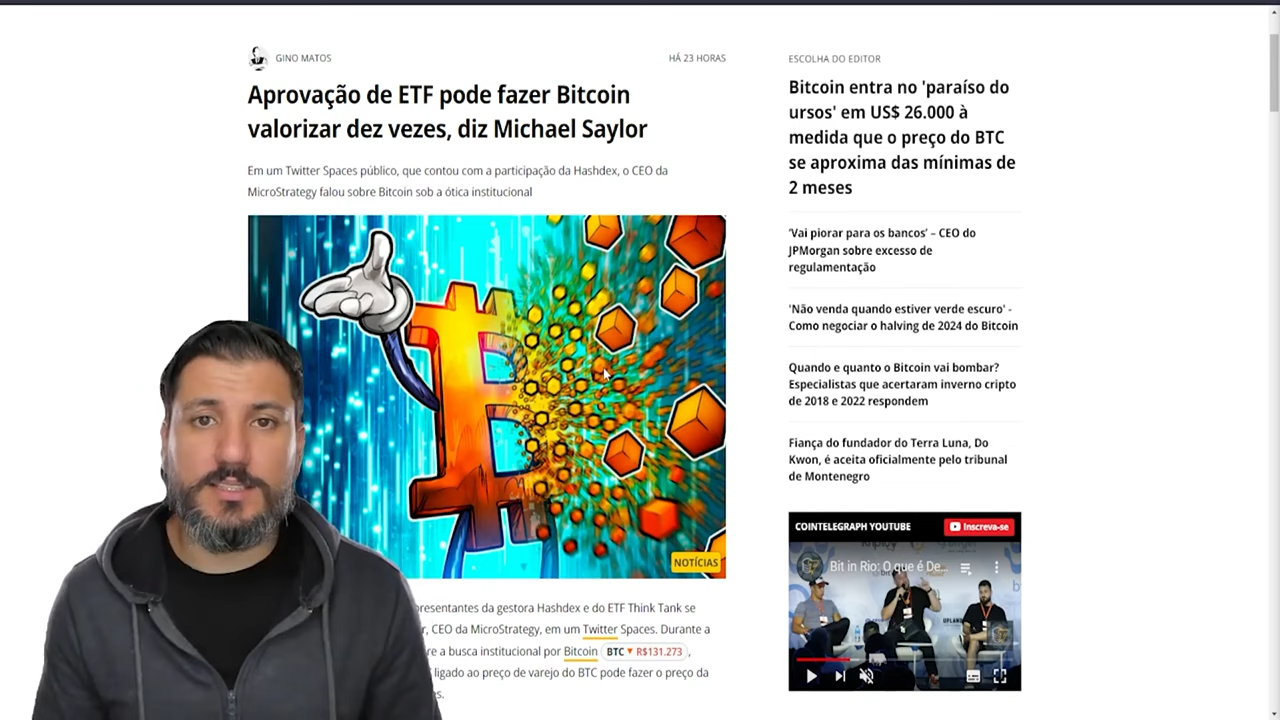 GINO MATOS
HÁ 23 HORAS
Aprovação de ETF pode fazer Bitcoin
valorizar dez vezes, diz Michael Saylor
Em um Twitter Spaces público, que contou com a participação da Hashdex, o CEO da
MicroStrategy falou sobre Bitcoin sob a ótica institucional
NOTÍCIAS
presentantes da gestora Hashdex e do ETF Think Tank se
r, CEO da MicroStrategy, em um Twitter Spaces. Durante a
re a busca institucional por Bitcoin BTC ▼ R$131.273,
ligado ao preço de varejo do BTC pode fazer o preço da
s.
ESCOLHA DO EDITOR
Bitcoin entra no 'paraíso do
ursos' em US$ 26.000 à
medida que o preço do BTC
se aproxima das mínimas de
2 meses
‘Vai piorar para os bancos’ – CEO do
JPMorgan sobre excesso de
regulamentação
'Não venda quando estiver verde escuro' -
Como negociar o halving de 2024 do Bitcoin
Quando e quanto o Bitcoin vai bombar?
Especialistas que acertaram inverno cripto
de 2018 e 2022 respondem
Fiança do fundador do Terra Luna, Do
Kwon, é aceita oficialmente pelo tribunal
de Montenegro
COINTELEGRAPH YOUTUBE
Inscreva-se
Bit in Rio: O que é De...
UPLAND